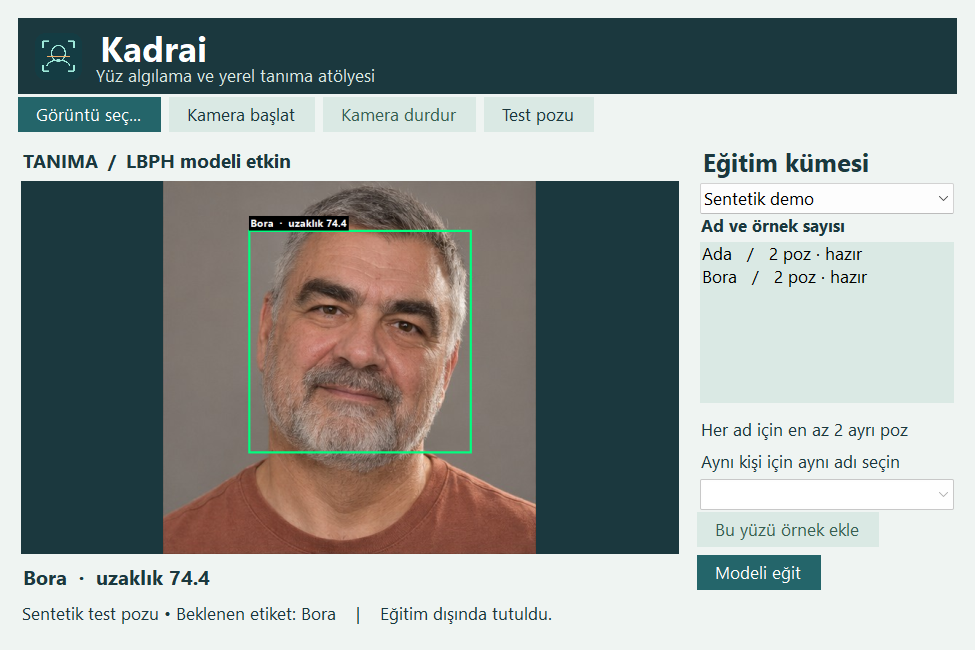 Kadrai
Yüz algılama ve yerel tanıma atölyesi
Görüntü seç...
Kamera başlat
Kamera durdur
Test pozu
TANIMA / LBPH modeli etkin
Bora · uzaklık 74.4
Bora · uzaklık 74.4
Sentetik test pozu • Beklenen etiket: Bora | Eğitim dışında tutuldu.
Eğitim kümesi
Sentetik demo
Ad ve örnek sayısı
Ada / 2 poz · hazır
Bora / 2 poz · hazır
Her ad için en az 2 ayrı poz
Aynı kişi için aynı adı seçin
Bu yüzü örnek ekle
Modeli eğit